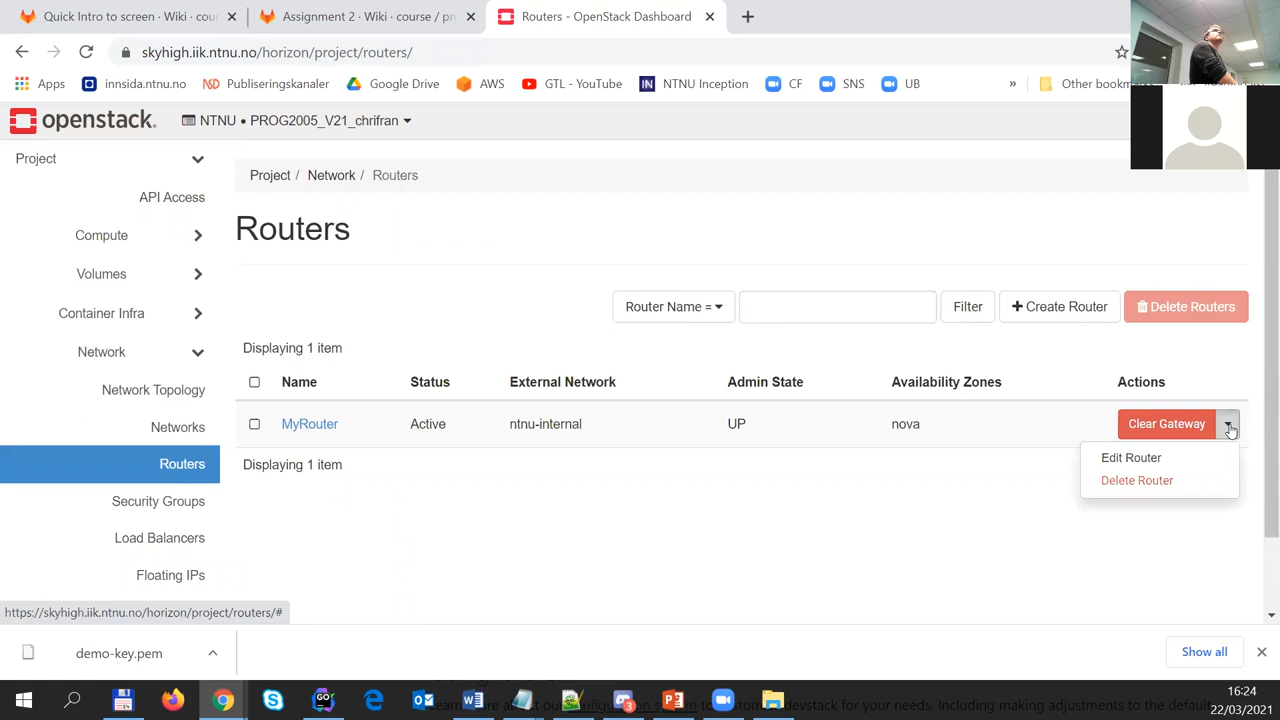 Quick Intro to screen · Wiki · cou
Assignment 2 · Wiki · course / pro
Routers - OpenStack Dashboard
skyhigh.iik.ntnu.no/horizon/project/routers/
Apps
innsida.ntnu.no
Publiseringskanaler
Google Drive
AWS
GTL - YouTube
IN
NTNU Inception
CF
SNS
UB
»
Other bookm
openstack.
NTNU • PROG2005_V21_chrifran
Project
API Access
Compute
Volumes
Container Infra
Network
Network Topology
Networks
Routers
Security Groups
Load Balancers
Floating IPs
Project / Network / Routers
Routers
Router Name =
Filter
+ Create Router
Delete Routers
Displaying 1 item
Name Status External Network Admin State Availability Zones Actions
MyRouter Active ntnu-internal UP nova Clear Gateway
Edit Router
Delete Router
Displaying 1 item
https://skyhigh.iik.ntnu.no/horizon/project/routers/#
demo-key.pem
Show all
16:24
22/03/2021